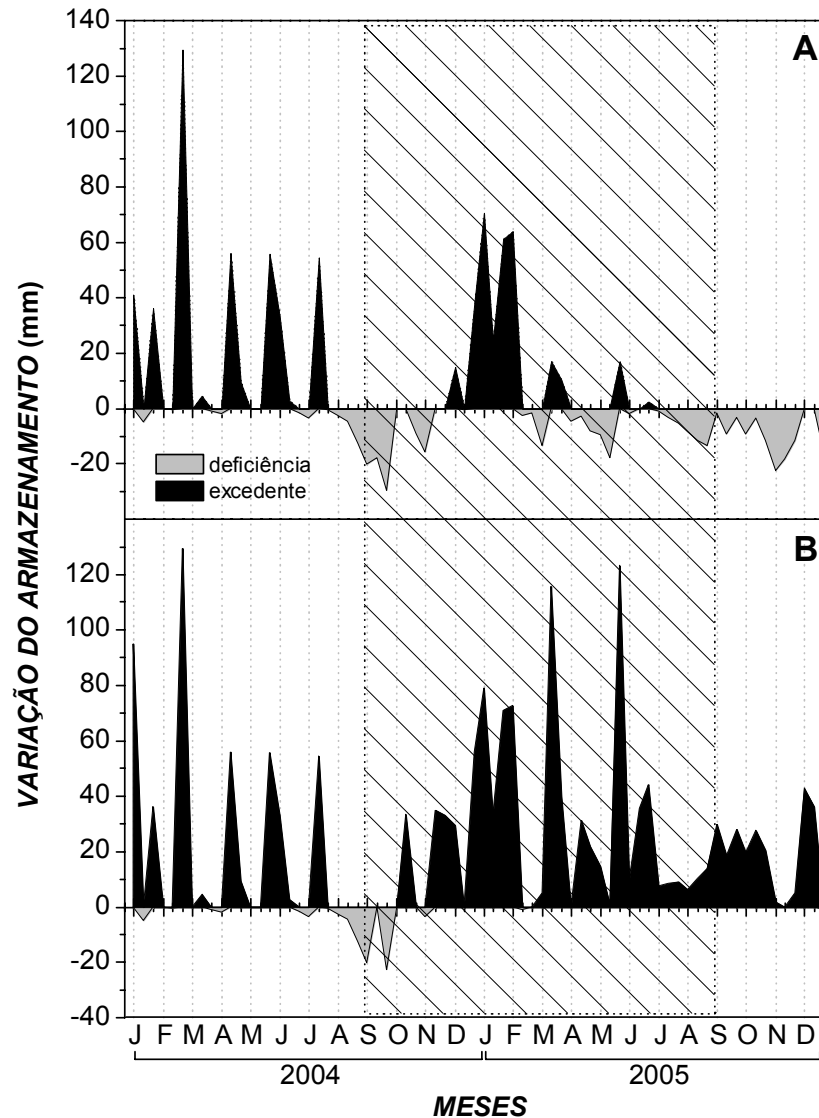 140
A
120
100
80
60
40
20
0
-20
deficiência
excedente
VARIAÇÃO DO ARMAZENAMENTO (mm)
B
120
100
80
60
40
20
0
-20
-40
J F M A M J J A S O N D J F M A M J J A S O N D
2004 2005
MESES